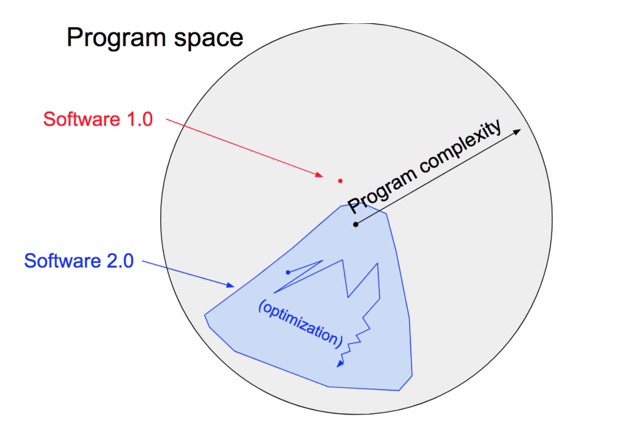 Program space
Software 1.0
Program complexity
Software 2.0
(optimization)